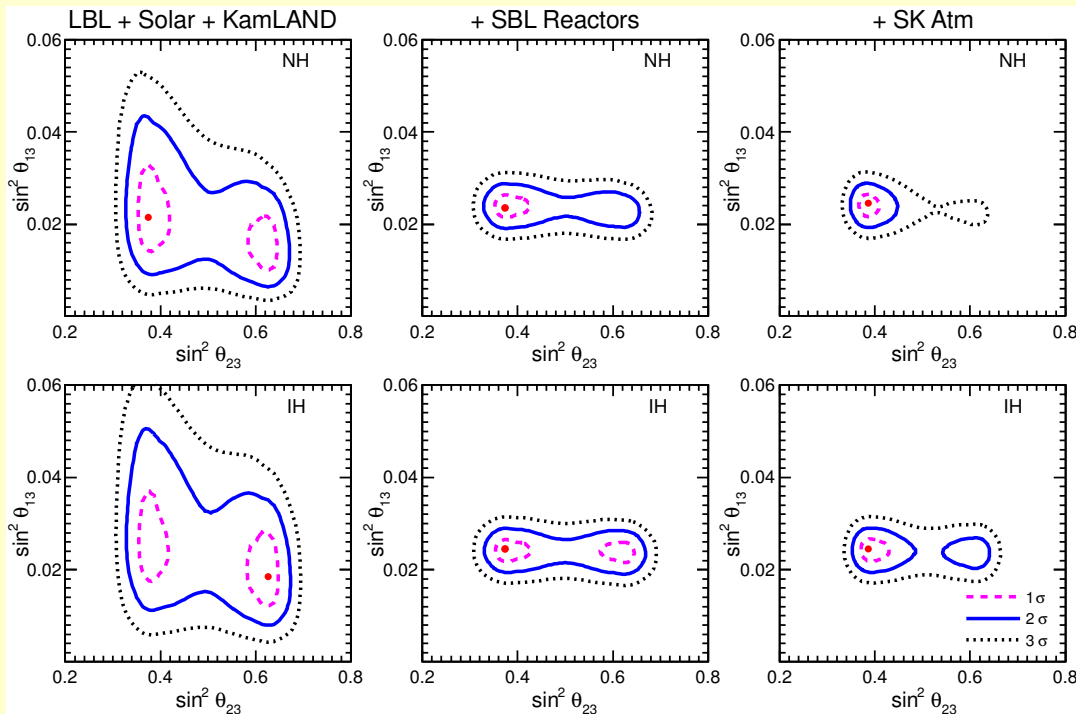 LBL + Solar + KamLAND
+ SBL Reactors
+ SK Atm
0.06
0.04
0.02
sin² θ₁₃
NH
0.2 0.4 0.6 0.8
sin² θ₂₃
0.06
0.04
0.02
sin² θ₁₃
NH
0.2 0.4 0.6 0.8
sin² θ₂₃
0.06
0.04
0.02
sin² θ₁₃
NH
0.2 0.4 0.6 0.8
sin² θ₂₃
0.06
0.04
0.02
sin² θ₁₃
IH
0.2 0.4 0.6 0.8
sin² θ₂₃
0.06
0.04
0.02
sin² θ₁₃
IH
0.2 0.4 0.6 0.8
sin² θ₂₃
0.06
0.04
0.02
sin² θ₁₃
IH
1σ
2σ
3σ
0.2 0.4 0.6 0.8
sin² θ₂₃